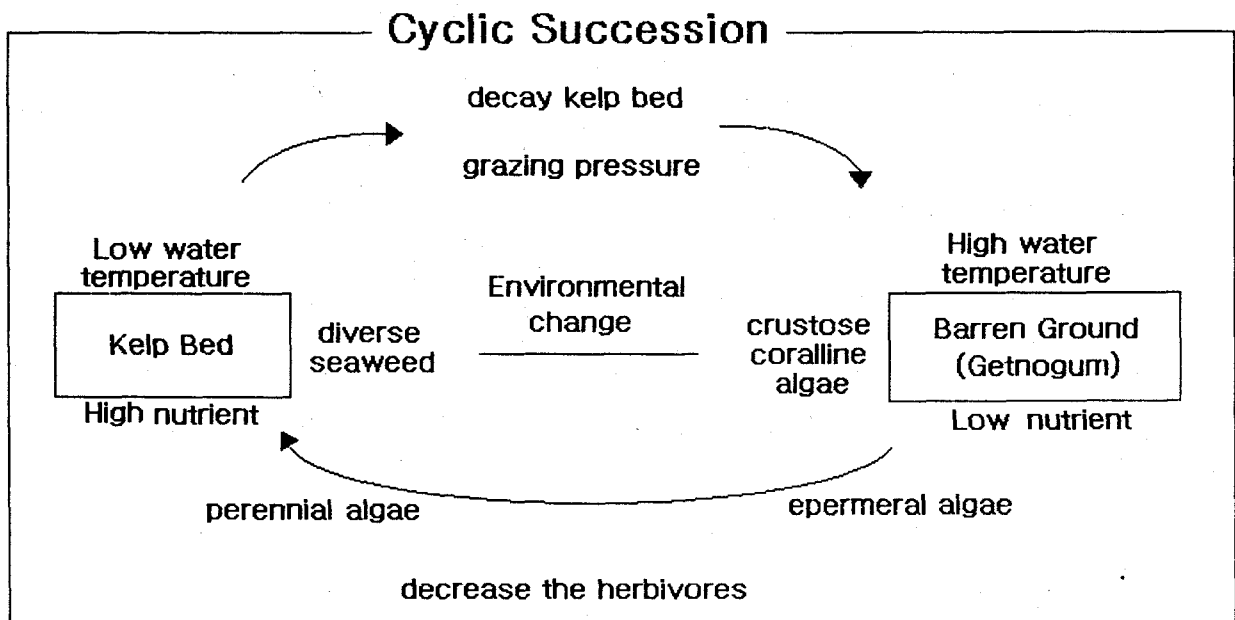 Cyclic Succession
decay kelp bed
grazing pressure
Low water
temperature
Kelp Bed
High nutrient
diverse
seaweed
Environmental
change
crustose
coralline
algae
High water
temperature
Barren Ground
(Getnogum)
Low nutrient
perennial algae
epermeral algae
decrease the herbivores